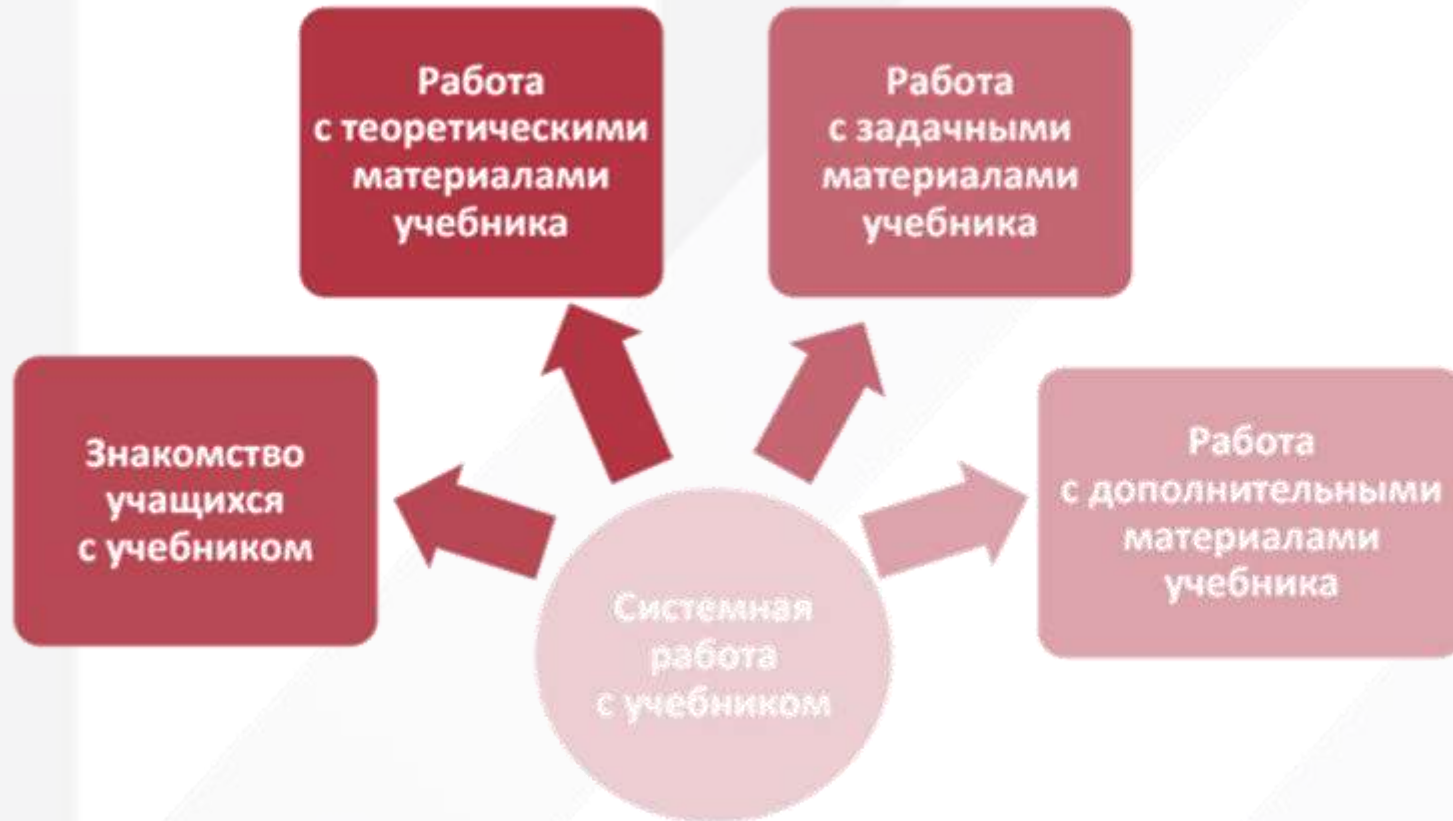 Работа
с теоретическими
материалами
учебника
Работа
с задачными
материалами
учебника
Знакомство
учащихся
с учебником
Работа
с дополнительными
материалами
учебника
Системная
работа
с учебником